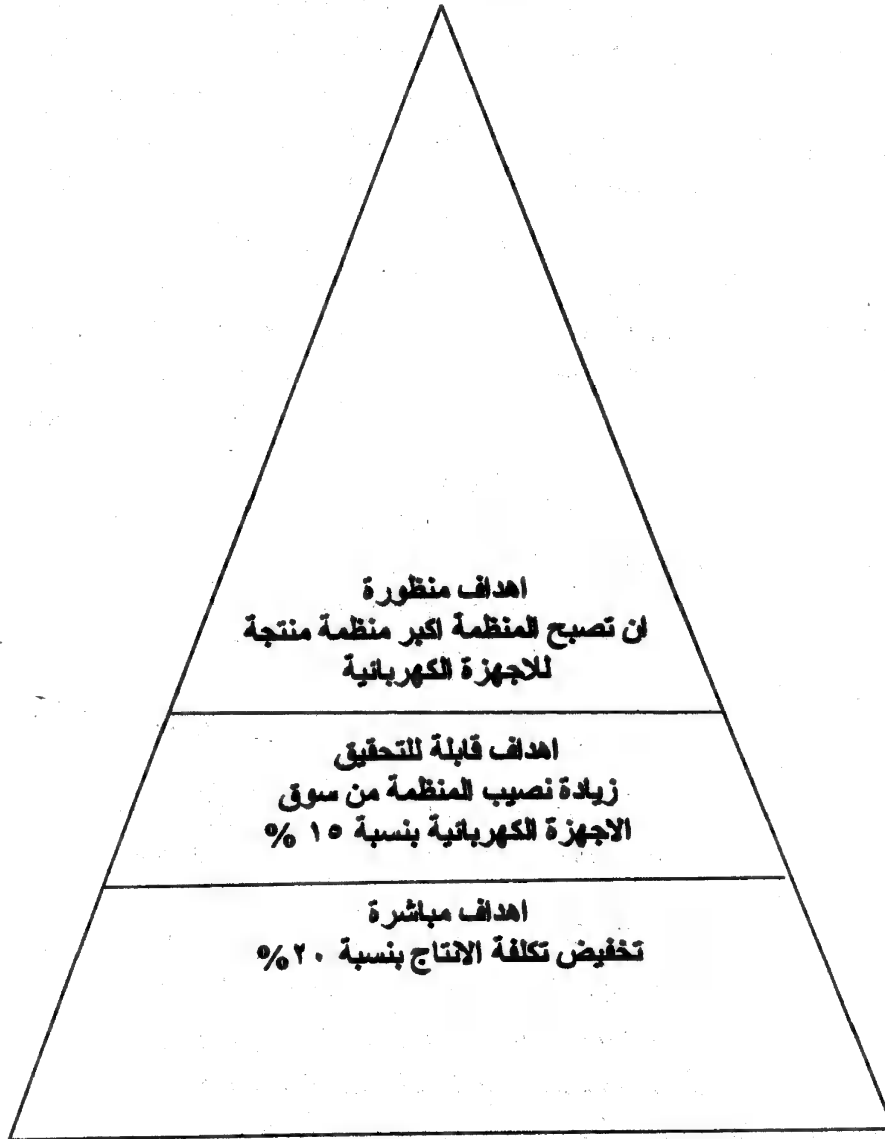 اهداف منظورة
ان تصبح المنظمة اكبر منظمة منتجة
للاجهزة الكهربائية
اهداف قابلة للتحقيق
زيادة نصيب المنظمة من سوق
الاجهزة الكهربائية بنسبة ١٥ %
اهداف مباشرة
تخفيض تكلفة الانتاج بنسبة ٢٠%